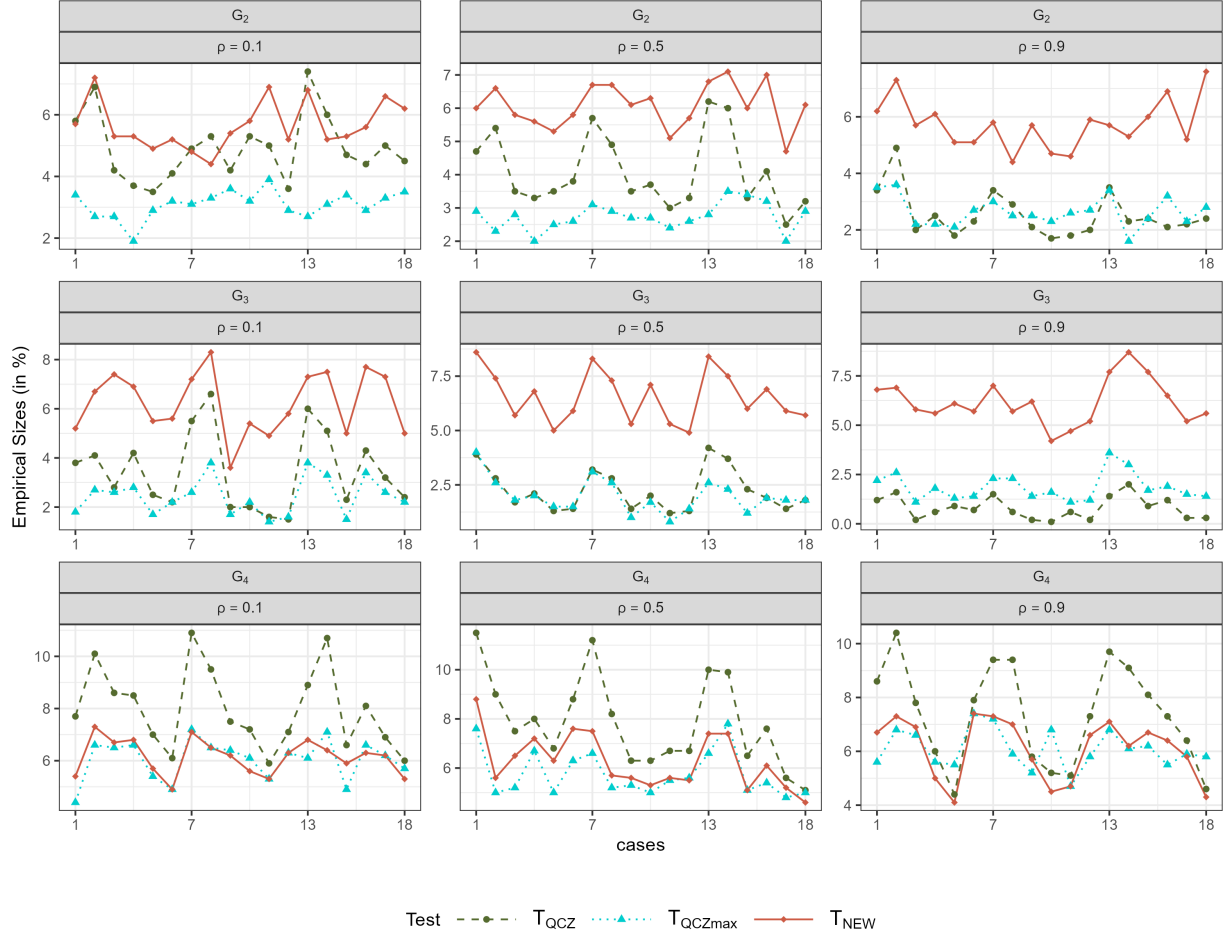 G₂ G₂ G₂
ρ = 0.1 ρ = 0.5 ρ = 0.9
6
4
2
1 7 13 18
7
6
5
4
3
2
1 7 13 18
6
4
2
1 7 13 18
G₃ G₃ G₃
ρ = 0.1 ρ = 0.5 ρ = 0.9
Empirical Sizes (in %)
8
6
4
2
1 7 13 18
7.5
5.0
2.5
1 7 13 18
7.5
5.0
2.5
0.0
1 7 13 18
G₄ G₄ G₄
ρ = 0.1 ρ = 0.5 ρ = 0.9
10
8
6
1 7 13 18
10
8
6
1 7 13 18
10
8
6
4
1 7 13 18
cases
Test T_QCZ T_QCZmax T_NEW